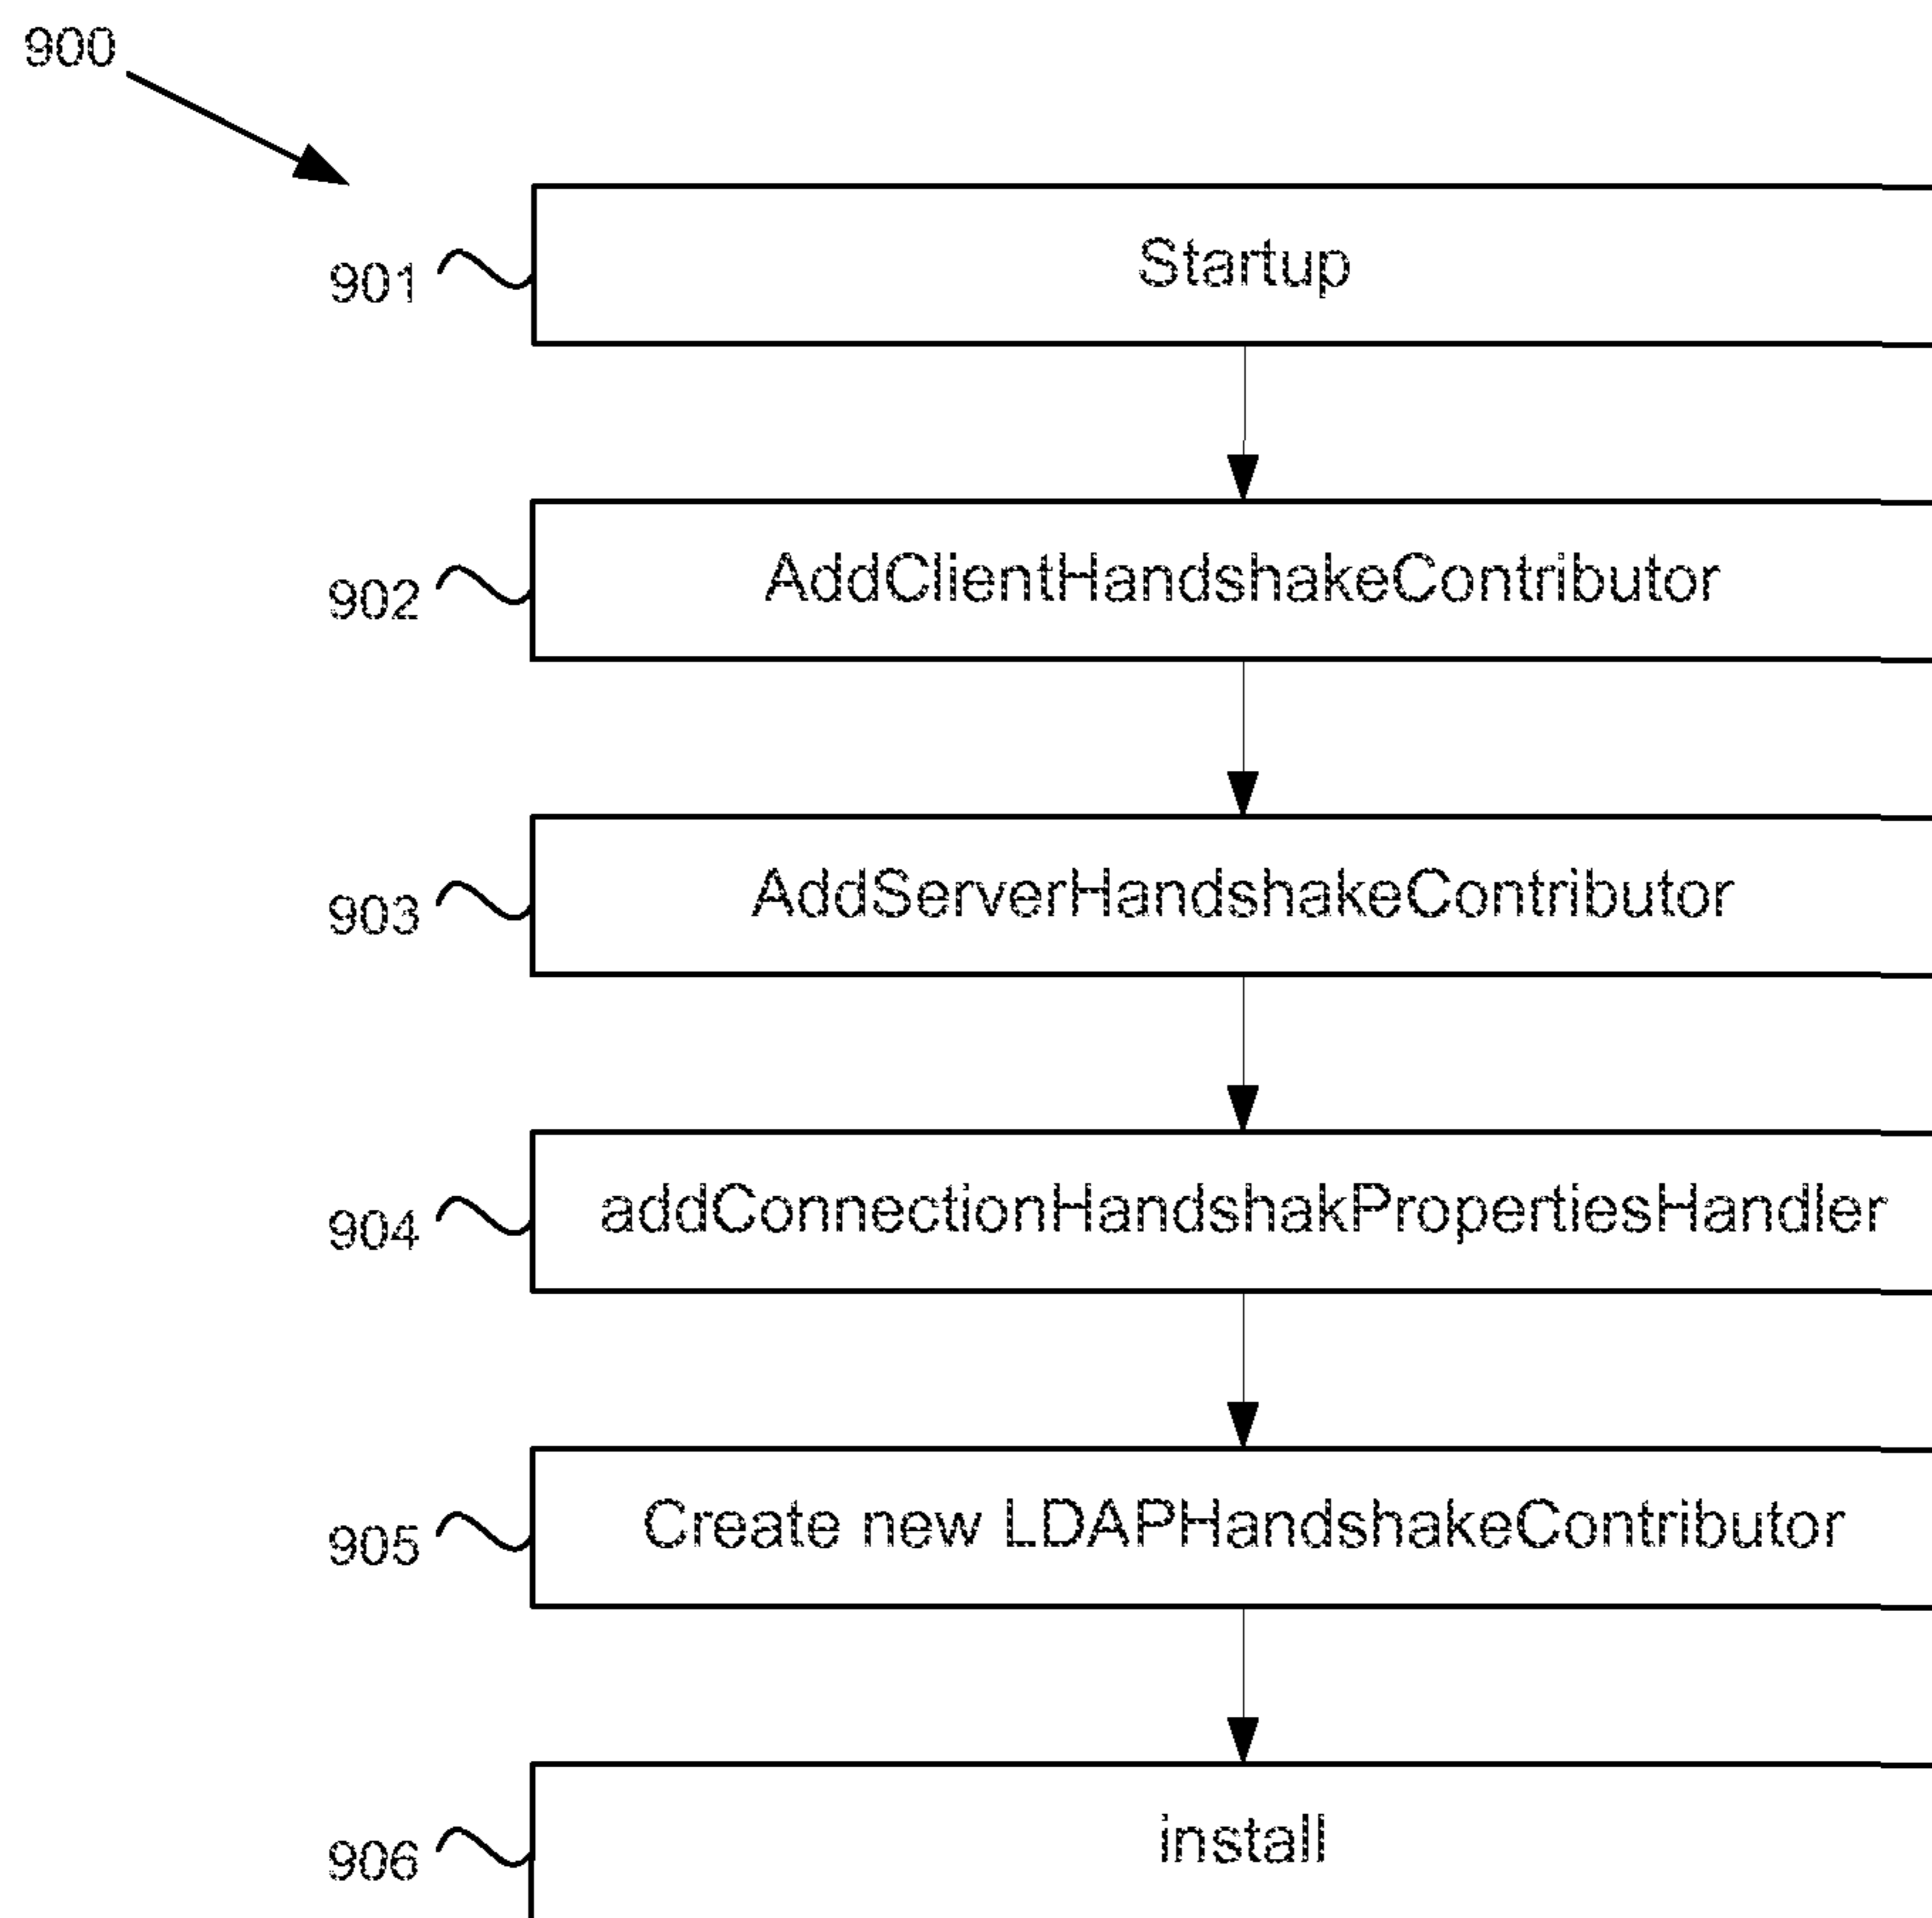 900
901
Startup
902
AddClientHandshakeContributor
903
AddServerHandshakeContributor
904
addConnectionHandshakPropertiesHandler
905
Create new LDAPHandshakeContributor
906
install